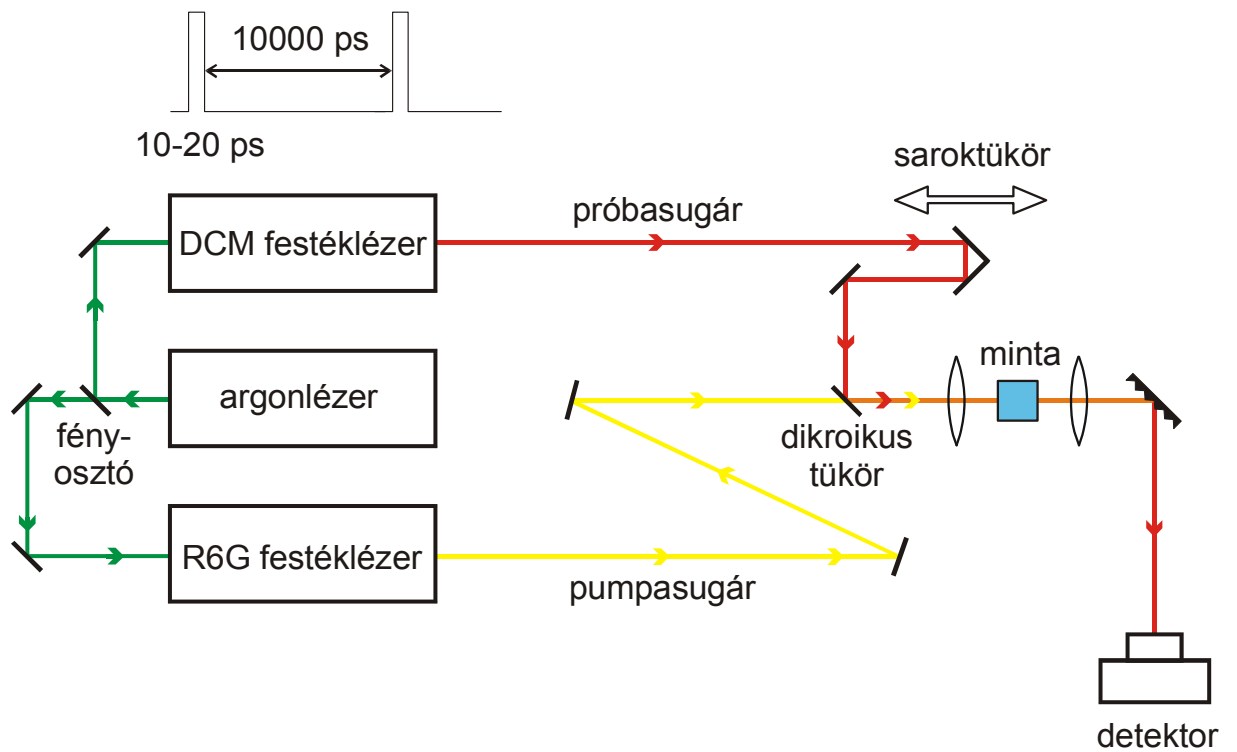 10000 ps
10-20 ps
saroktükör
próbasugár
DCM festéklézer
minta
argonlézer
fény-
osztó
dikroikus
tükör
R6G festéklézer
pumpasugár
detektor